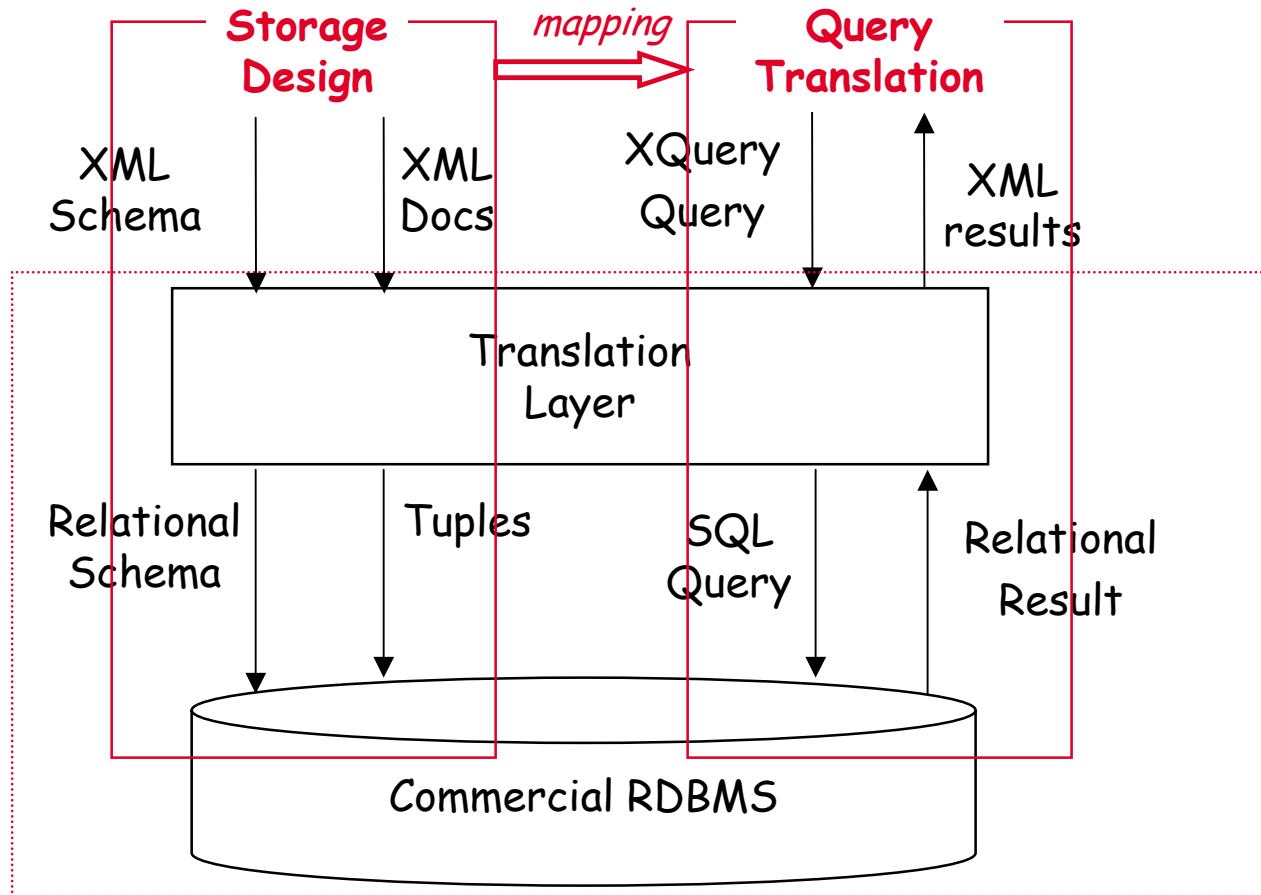 Storage
Design
mapping
Query
Translation
XML
Schema
XML
Docs
XQuery
Query
XML
results
Translation
Layer
Relational
Schema
Tuples
SQL
Query
Relational
Result
Commercial RDBMS